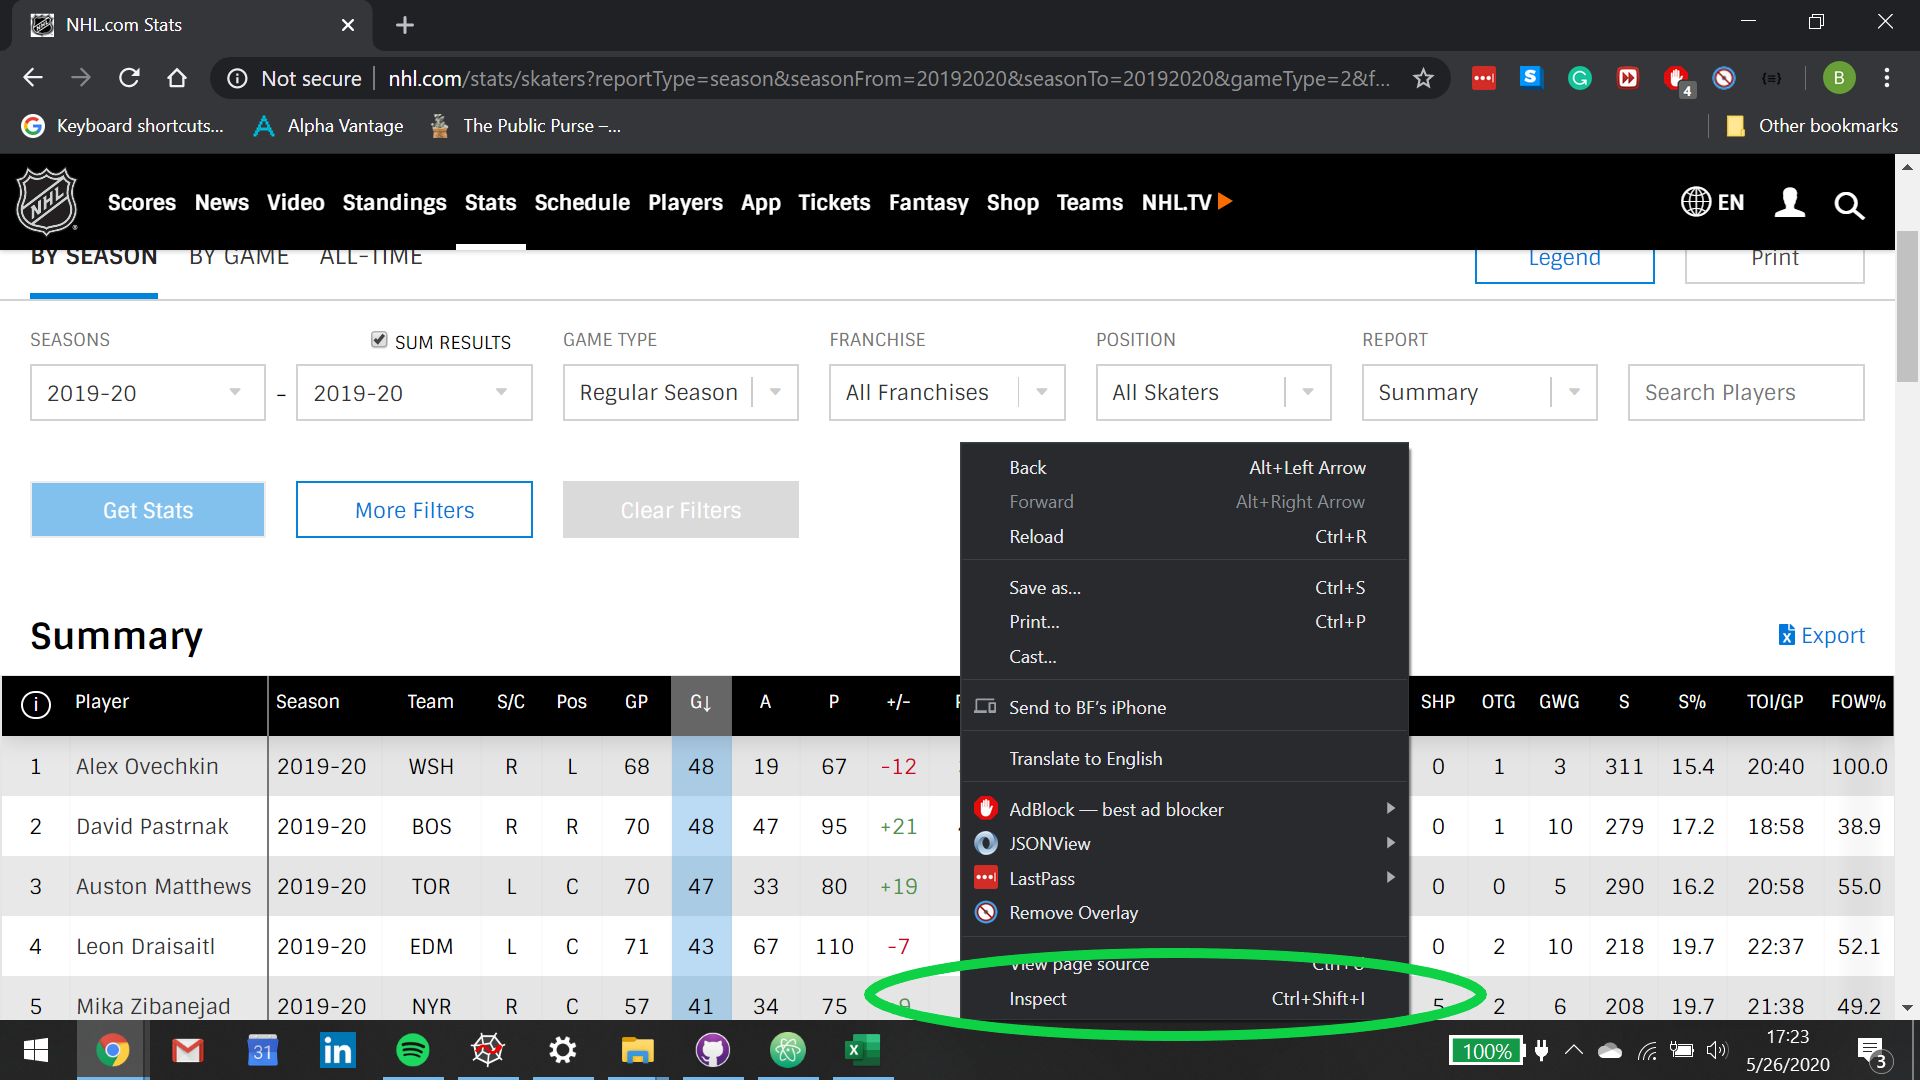 NHL.com Stats
Not secure nhl.com/stats/skaters?reportType=season&seasonFrom=20192020&seasonTo=20192020&gameType=2&f... S G 4 B
Keyboard shortcuts... Alpha Vantage The Public Purse –... Other bookmarks
NHL Scores News Video Standings Stats Schedule Players App Tickets Fantasy Shop Teams NHL.TV EN
BY SEASON BY GAME ALL-TIME Legend Print
SEASONS SUM RESULTS GAME TYPE FRANCHISE POSITION REPORT
2019-20 - 2019-20 Regular Season All Franchises All Skaters Summary Search Players
Get Stats More Filters Clear Filters
Summary Export
Back Alt+Left Arrow
Forward Alt+Right Arrow
Reload Ctrl+R
Save as... Ctrl+S
Print... Ctrl+P
Cast...
Send to BF's iPhone
Translate to English
AdBlock — best ad blocker
JSONView
LastPass
Remove Overlay
View page source Ctrl+U
Inspect Ctrl+Shift+I
i Player Season Team S/C Pos GP G↓ A P +/- SHP OTG GWG S S% TOI/GP FOW%
1 Alex Ovechkin 2019-20 WSH R L 68 48 19 67 -12 0 1 3 311 15.4 20:40 100.0
2 David Pastrnak 2019-20 BOS R R 70 48 47 95 +21 0 1 10 279 17.2 18:58 38.9
3 Auston Matthews 2019-20 TOR L C 70 47 33 80 +19 0 0 5 290 16.2 20:58 55.0
4 Leon Draisaitl 2019-20 EDM L C 71 43 67 110 -7 0 2 10 218 19.7 22:37 52.1
5 Mika Zibanejad 2019-20 NYR R C 57 41 34 75 9 5 2 6 208 19.7 21:38 49.2
31 in X 100% 17:23
5/26/2020 3